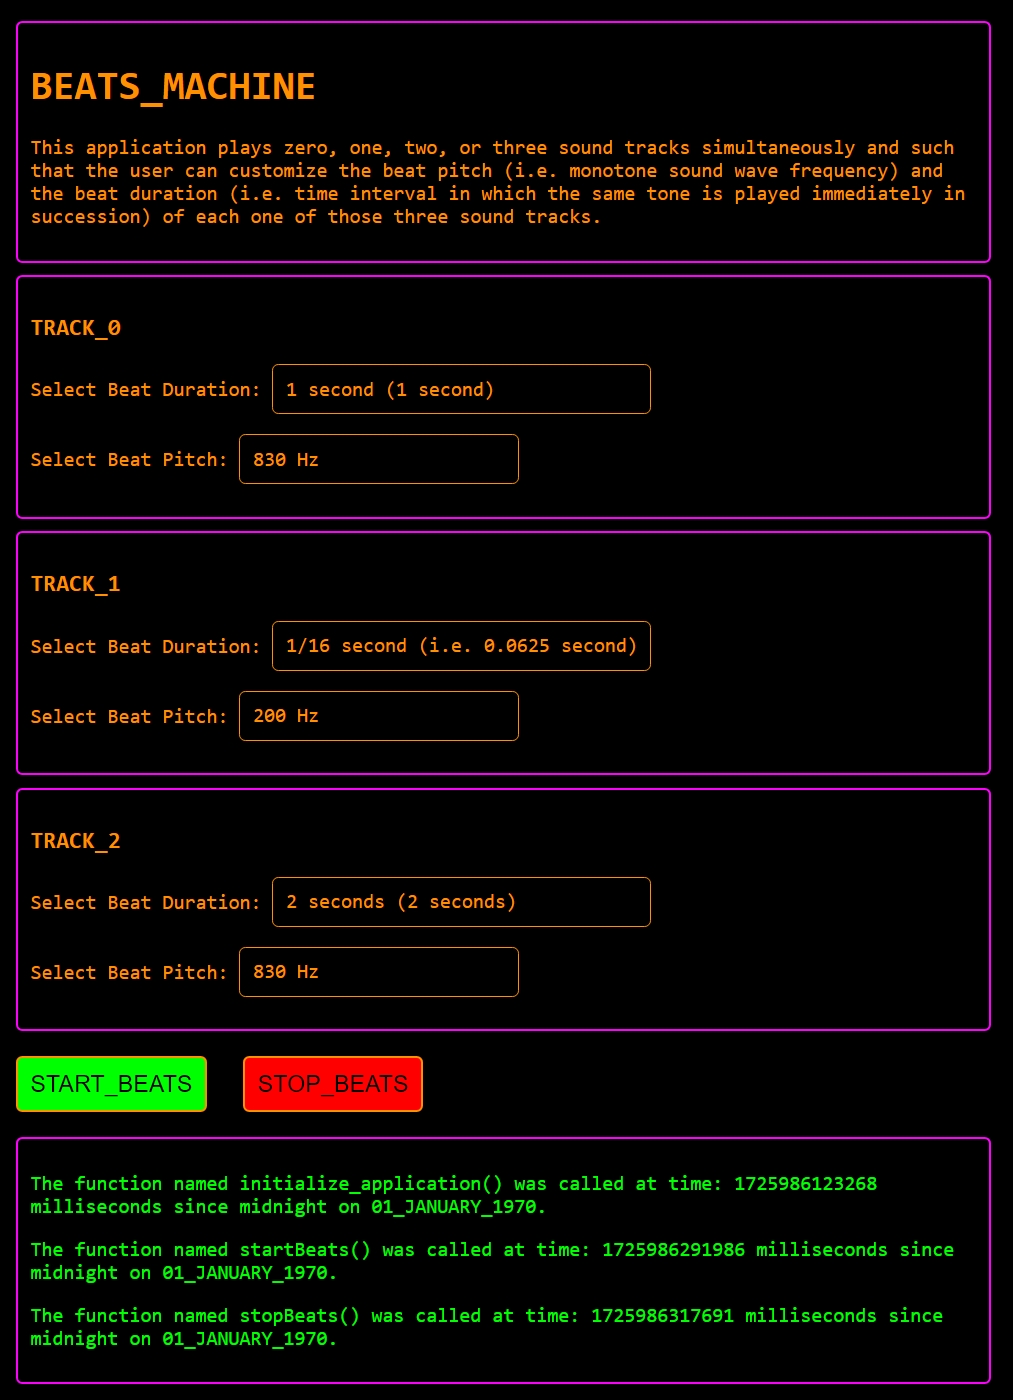 BEATS_MACHINE
This application plays zero, one, two, or three sound tracks simultaneously and such
that the user can customize the beat pitch (i.e. monotone sound wave frequency) and
the beat duration (i.e. time interval in which the same tone is played immediately in
succession) of each one of those three sound tracks.
TRACK_0
Select Beat Duration: 1 second (1 second)
Select Beat Pitch: 830 Hz
TRACK_1
Select Beat Duration: 1/16 second (i.e. 0.0625 second)
Select Beat Pitch: 200 Hz
TRACK_2
Select Beat Duration: 2 seconds (2 seconds)
Select Beat Pitch: 830 Hz
START_BEATS STOP_BEATS
The function named initialize_application() was called at time: 1725986123268
milliseconds since midnight on 01_JANUARY_1970.
The function named startBeats() was called at time: 1725986291986 milliseconds since
midnight on 01_JANUARY_1970.
The function named stopBeats() was called at time: 1725986317691 milliseconds since
midnight on 01_JANUARY_1970.